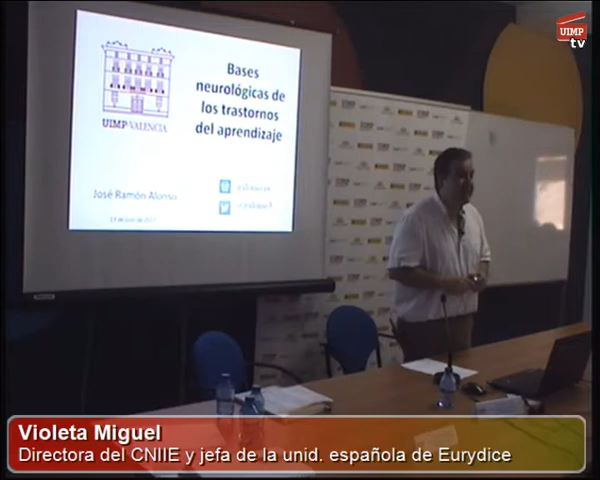 UIMP
tv
Bases
neurológicas de
los trastornos
del aprendizaje
UIMP-VALENCIA
José Ramón Alonso
Violeta Miguel
Directora del CNIIE y jefa de la unid. española de Eurydice